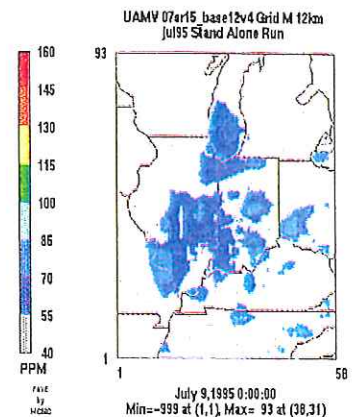 UAMV 07ar15_base12v4 Grid M 12km
Jul95 Stand Alone Run
160
145
130
115
100
85
70
55
40
PPM
by
MCNC
93
1
1
58
July 9,1995 0:00:00
Min=-999 at (1,1), Max= 93 at (38,31)